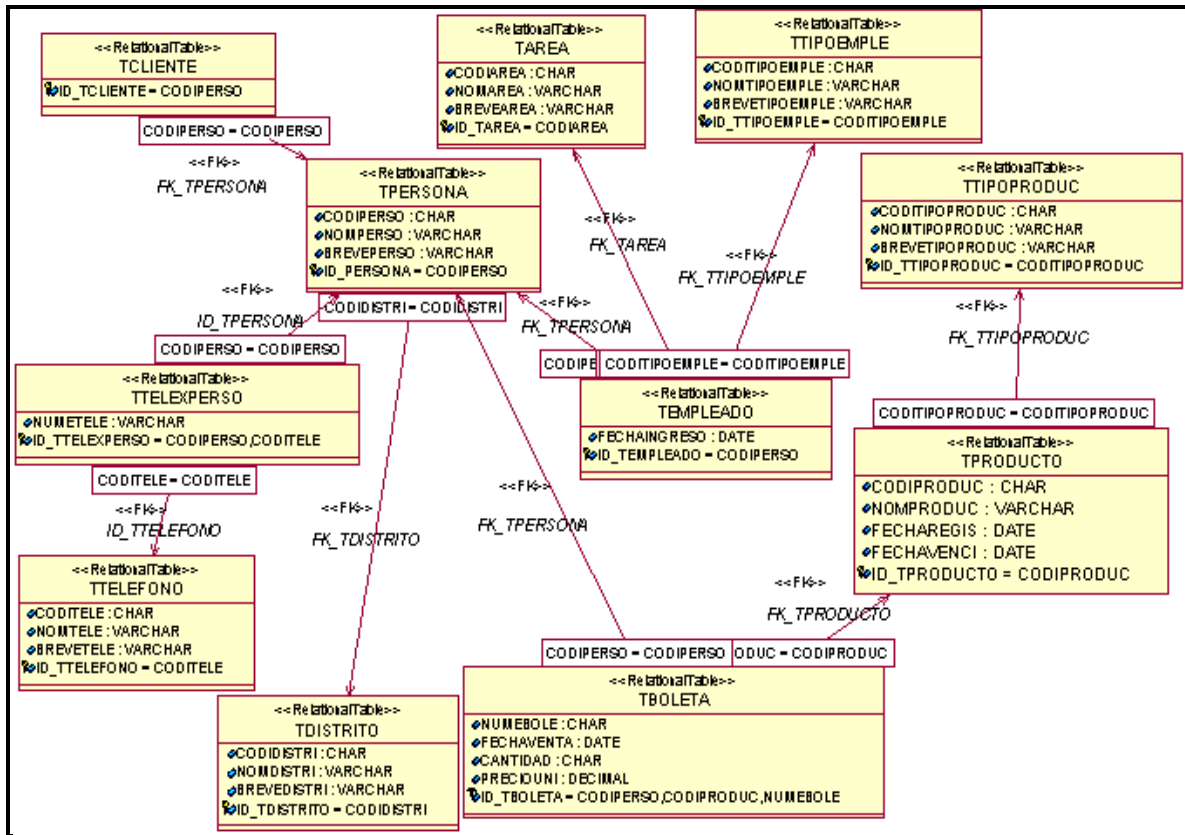 <<RelationalTable>>
TCLIENTE
ID_TCLIENTE = CODIPERSO
CODIPERSO = CODIPERSO
<<FK>>
FK_TPERSONA
<<RelationalTable>>
TAREA
CODIAREA : CHAR
NOMAREA : VARCHAR
BREVEAREA : VARCHAR
ID_TAREA = CODIAREA
<<RelationalTable>>
TTIPOEMPLE
CODITIPOEMPLE : CHAR
NOMTIPOEMPLE : VARCHAR
BREVETIPOEMPLE : VARCHAR
ID_TTIPOEMPLE = CODITIPOEMPLE
<<RelationalTable>>
TPERSONA
CODIPERSO : CHAR
NOMPERSO : VARCHAR
BREVEPERSO : VARCHAR
ID_PERSONA = CODIPERSO
CODIDISTRI = CODIDISTRI
<<FK>>
FK_TAREA
<<FK>>
FK_TTIPOEMPLE
<<RelationalTable>>
TTIPOPRODUC
CODITIPOPRODUC : CHAR
NOMTIPOPRODUC : VARCHAR
BREVETIPOPRODUC : VARCHAR
ID_TTIPOPRODUC = CODITIPOPRODUC
<<FK>>
ID_TPERSONA
CODIPERSO = CODIPERSO
<<FK>>
FK_TPERSONA
<<FK>>
FK_TTIPOPRODUC
<<RelationalTable>>
TTELEXPERSO
NUMETELE : VARCHAR
ID_TTELEXPERSO = CODIPERSO,CODITELE
CODITELE = CODITELE
CODIPE
CODITIPOEMPLE = CODITIPOEMPLE
<<RelationalTable>>
TEMPLEADO
FECHAINGRESO : DATE
ID_TEMPLEADO = CODIPERSO
CODITIPOPRODUC = CODITIPOPRODUC
<<RelationalTable>>
TPRODUCTO
CODIPRODUC : CHAR
NOMPRODUC : VARCHAR
FECHAREGIS : DATE
FECHAVENCI : DATE
ID_TPRODUCTO = CODIPRODUC
<<FK>>
ID_TTELEFONO
<<FK>>
FK_TDISTRITO
<<FK>>
FK_TPERSONA
<<RelationalTable>>
TTELEFONO
CODITELE : CHAR
NOMTELE : VARCHAR
BREVETELE : VARCHAR
ID_TTELEFONO = CODITELE
<<FK>>
FK_TPRODUCTO
CODIPERSO = CODIPERSO
ODUC = CODIPRODUC
<<RelationalTable>>
TBOLETA
NUMEBOLE : CHAR
FECHAVENTA : DATE
CANTIDAD : CHAR
PRECIOUNI : DECIMAL
ID_TBOLETA = CODIPERSO,CODIPRODUC,NUMEBOLE
<<RelationalTable>>
TDISTRITO
CODIDISTRI : CHAR
NOMDISTRI : VARCHAR
BREVEDISTRI : VARCHAR
ID_TDISTRITO = CODIDISTRI